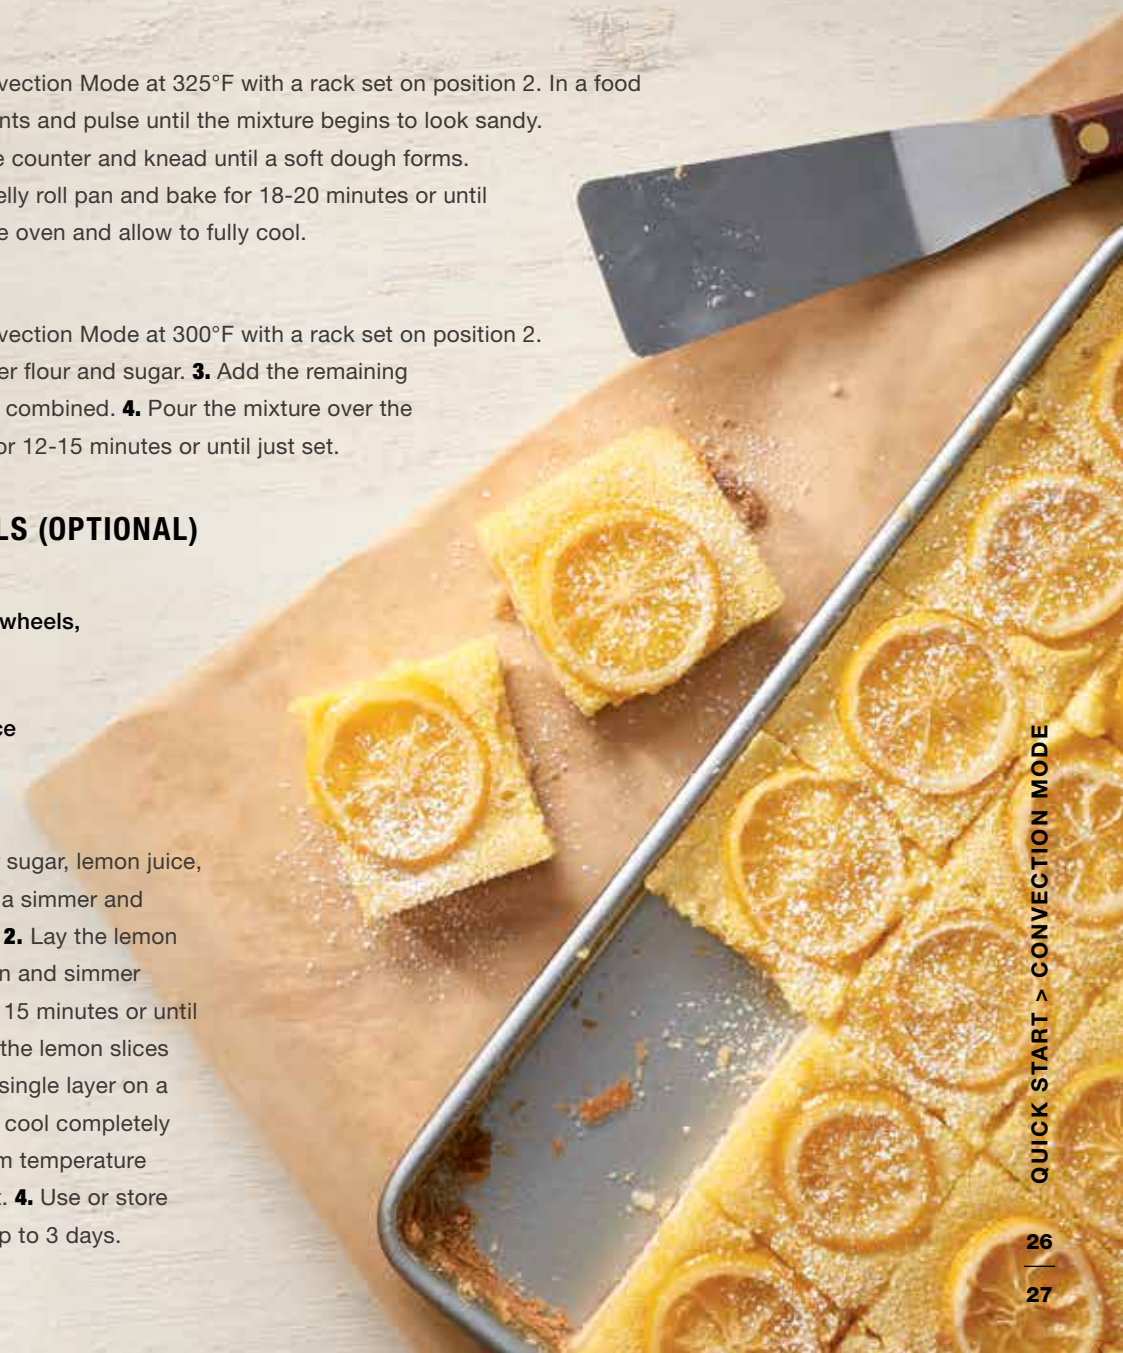 vection Mode at 325°F with a rack set on position 2. In a food
nts and pulse until the mixture begins to look sandy.
e counter and knead until a soft dough forms.
elly roll pan and bake for 18-20 minutes or until
e oven and allow to fully cool.
vection Mode at 300°F with a rack set on position 2.
er flour and sugar. 3. Add the remaining
combined. 4. Pour the mixture over the
or 12-15 minutes or until just set.
LS (OPTIONAL)
wheels,
ce
sugar, lemon juice,
a simmer and
2. Lay the lemon
n and simmer
15 minutes or until
the lemon slices
single layer on a
cool completely
m temperature
. 4. Use or store
p to 3 days.
QUICK START > CONVECTION MODE
26
27